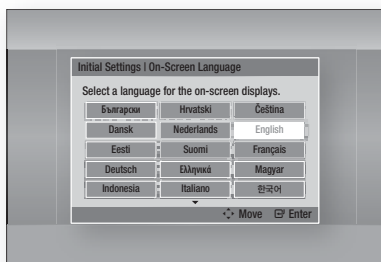 Initial Settings | On-Screen Language
Select a language for the on-screen displays.
Български Hrvatski Čeština
Dansk Nederlands English
Eesti Suomi Français
Deutsch Ελληνικά Magyar
Indonesia Italiano 한국어
Move Enter